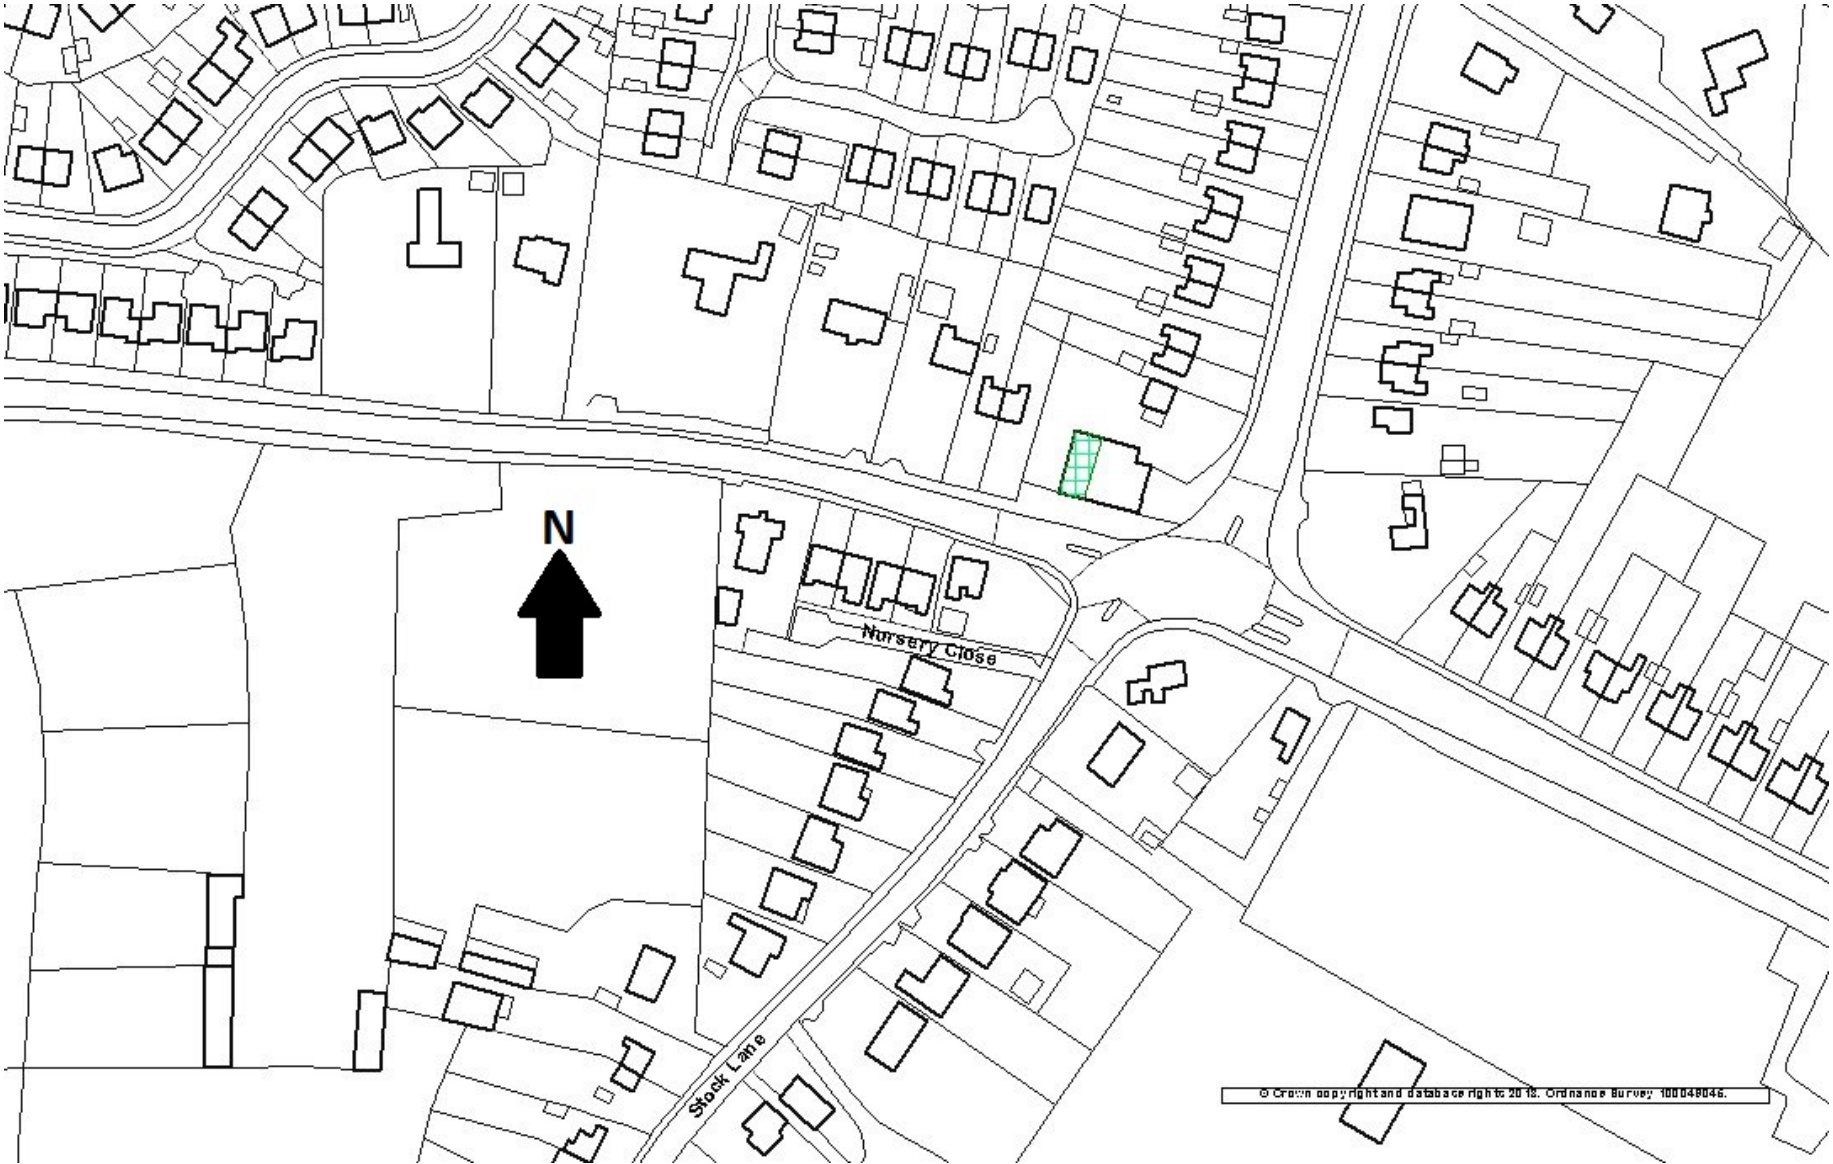 N
Nursery Close
Stock Lane
© Crown copyright and database rights 2018. Ordnance Survey 100049046.